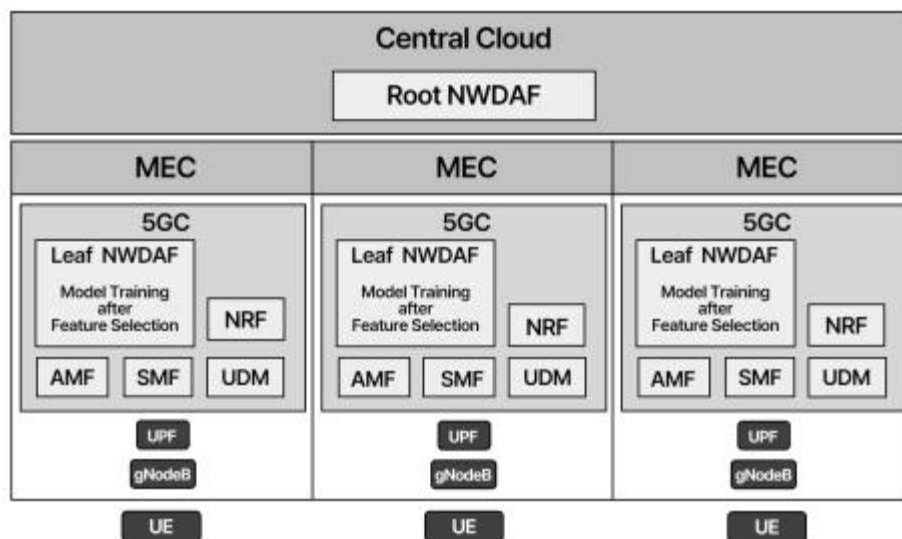 Central Cloud
Root NWDAF
MEC
MEC
MEC
5GC
Leaf NWDAF
Model Training
after
Feature Selection
NRF
AMF
SMF
UDM
UPF
gNodeB
UE
5GC
Leaf NWDAF
Model Training
after
Feature Selection
NRF
AMF
SMF
UDM
UPF
gNodeB
UE
5GC
Leaf NWDAF
Model Training
after
Feature Selection
NRF
AMF
SMF
UDM
UPF
gNodeB
UE